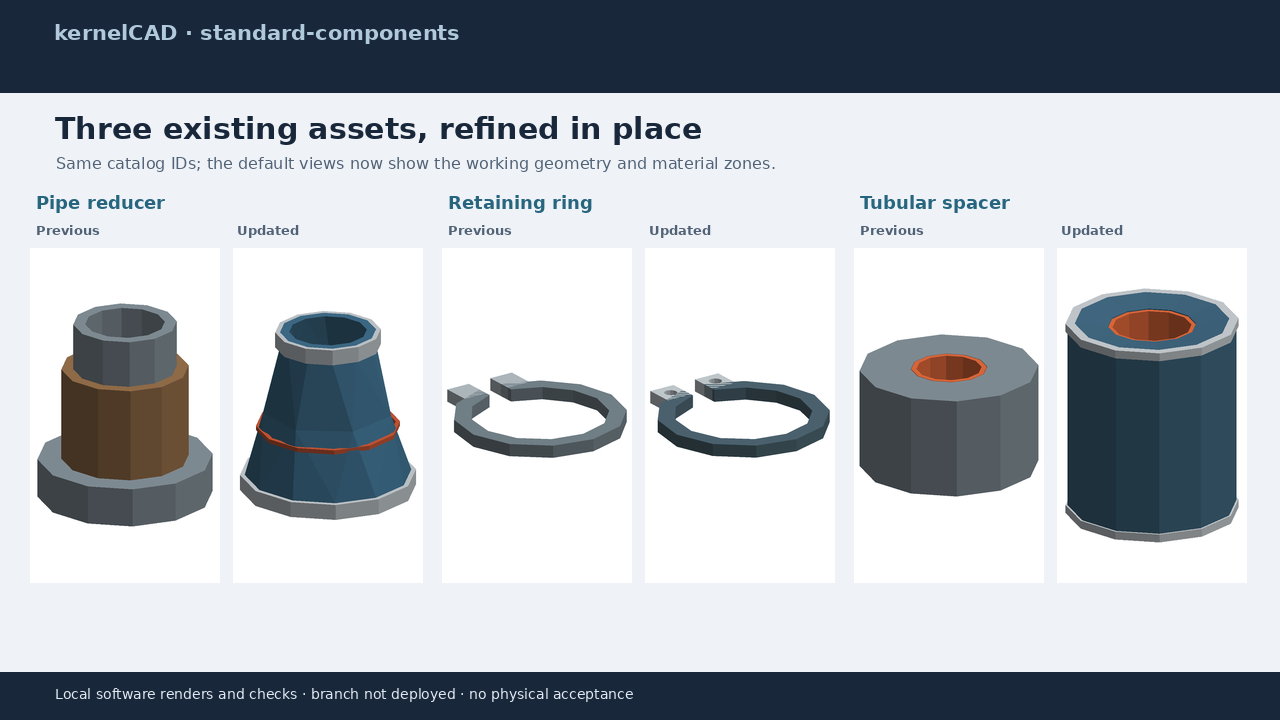 kernelCAD · standard-components
Three existing assets, refined in place
Same catalog IDs; the default views now show the working geometry and material zones.
Pipe reducer
Previous
Updated
Retaining ring
Previous
Updated
Tubular spacer
Previous
Updated
Local software renders and checks · branch not deployed · no physical acceptance